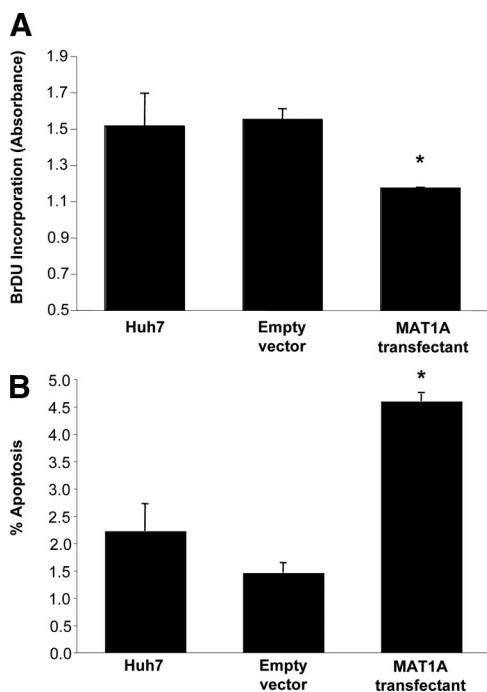 A
BrDU Incorporation (Absorbance)
1.9
1.7
1.5
1.3
1.1
0.9
0.7
0.5
*
Huh7
Empty
vector
MAT1A
transfectant
B
% Apoptosis
5.0
4.5
4.0
3.5
3.0
2.5
2.0
1.5
1.0
0.5
0.0
*
Huh7
Empty
vector
MAT1A
transfectant